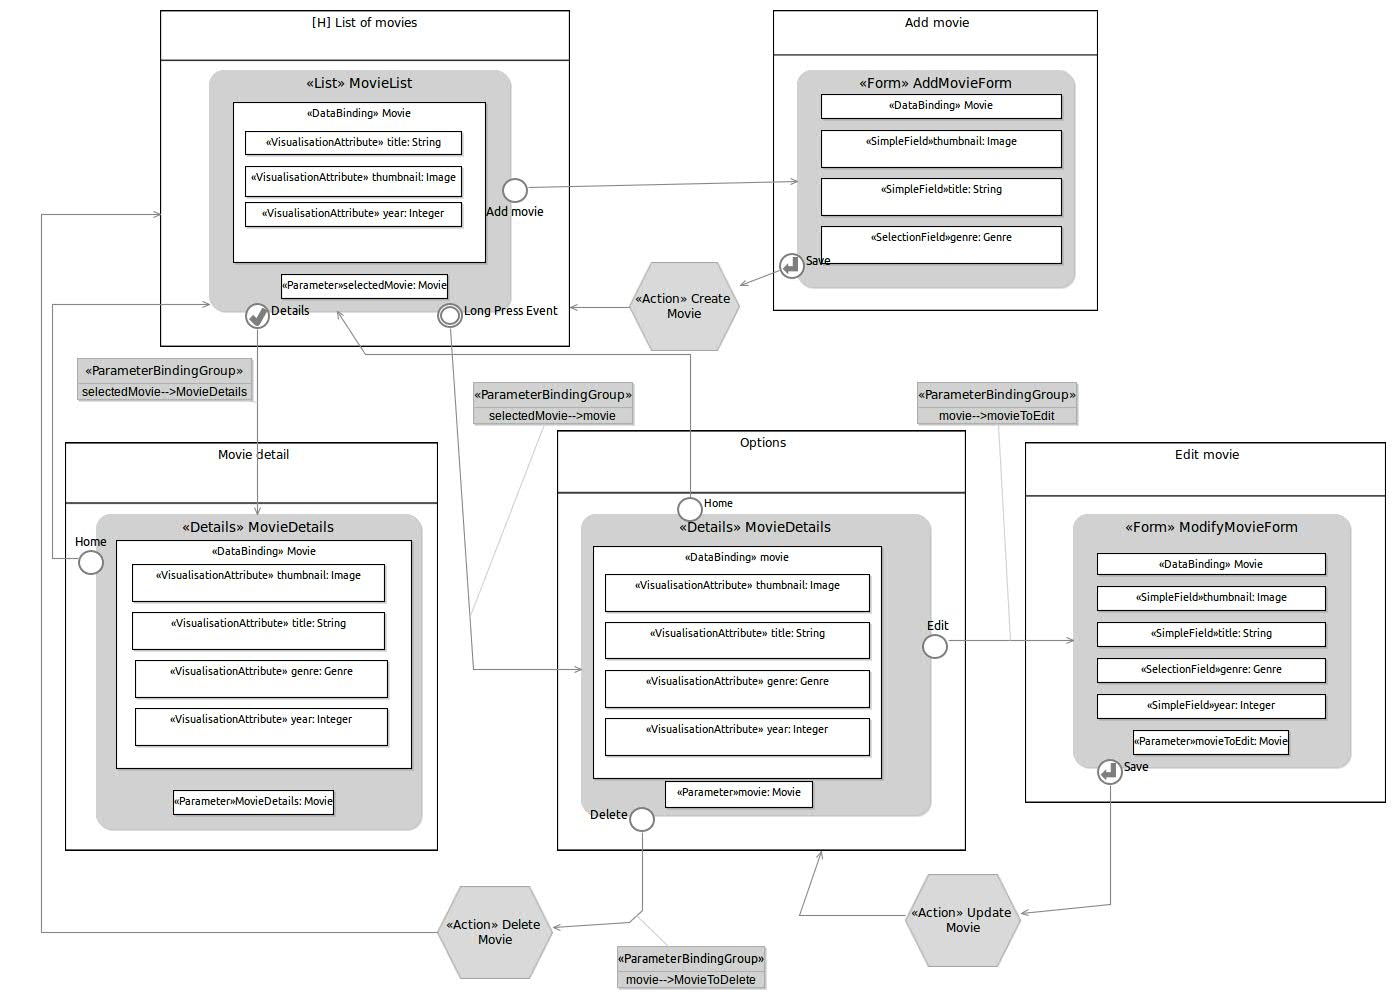 [H] List of movies
«List» MovieList
«DataBinding» Movie
«VisualisationAttribute» title: String
«VisualisationAttribute» thumbnail: Image
«VisualisationAttribute» year: Integer
Add movie
«Parameter»selectedMovie: Movie
Details
Long Press Event
Add movie
«Form» AddMovieForm
«DataBinding» Movie
«SimpleField»thumbnail: Image
«SimpleField»title: String
«SelectionField»genre: Genre
Save
«Action» Create
Movie
«ParameterBindingGroup»
selectedMovie-->MovieDetails
«ParameterBindingGroup»
selectedMovie-->movie
«ParameterBindingGroup»
movie-->movieToEdit
Movie detail
Home
«Details» MovieDetails
«DataBinding» Movie
«VisualisationAttribute» thumbnail: Image
«VisualisationAttribute» title: String
«VisualisationAttribute» genre: Genre
«VisualisationAttribute» year: Integer
«Parameter»MovieDetails: Movie
Options
Home
«Details» MovieDetails
«DataBinding» movie
«VisualisationAttribute» thumbnail: Image
«VisualisationAttribute» title: String
«VisualisationAttribute» genre: Genre
«VisualisationAttribute» year: Integer
Edit
«Parameter»movie: Movie
Delete
Edit movie
«Form» ModifyMovieForm
«DataBinding» Movie
«SimpleField»thumbnail: Image
«SimpleField»title: String
«SelectionField»genre: Genre
«SimpleField»year: Integer
«Parameter»movieToEdit: Movie
Save
«Action» Delete
Movie
«Action» Update
Movie
«ParameterBindingGroup»
movie-->MovieToDelete